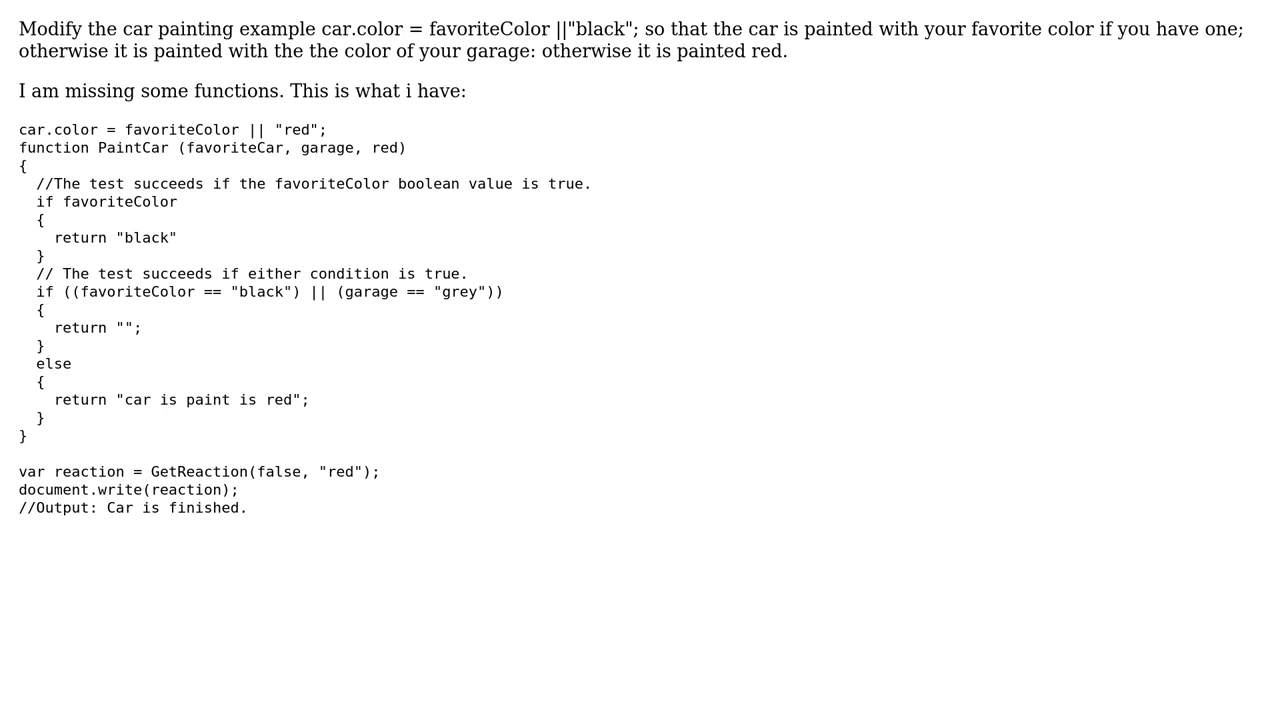 Modify the car painting example car.color = favoriteColor ||"black"; so that the car is painted with your favorite color if you have one;
otherwise it is painted with the the color of your garage: otherwise it is painted red.
I am missing some functions. This is what i have:
car.color = favoriteColor || "red";
function PaintCar (favoriteCar, garage, red)
{
  //The test succeeds if the favoriteColor boolean value is true.
  if favoriteColor
  {
    return "black"
  }
  // The test succeeds if either condition is true.
  if ((favoriteColor == "black") || (garage == "grey"))
  {
    return "";
  }
  else
  {
    return "car is paint is red";
  }
}
var reaction = GetReaction(false, "red");
document.write(reaction);
//Output: Car is finished.